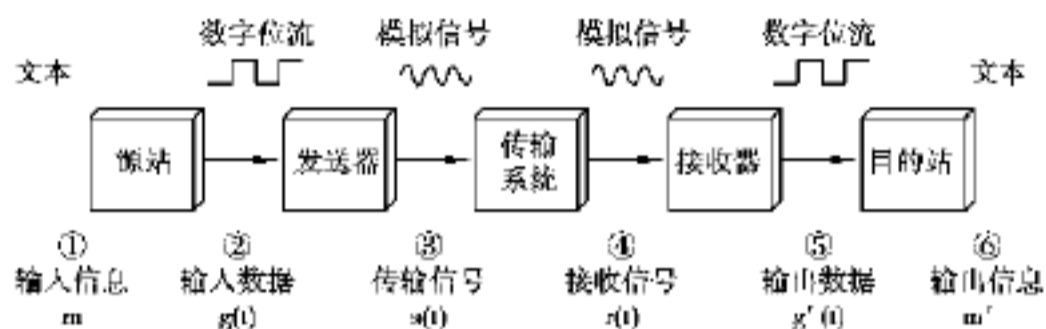 数字位流 模拟信号 模拟信号 数字位流
文本 文本
源站 发送器 传输系统 接收器 目的站
① ② ③ ④ ⑤ ⑥
输入信息 输入数据 传输信号 接收信号 输出数据 输出信息
m g(t) s(t) r(t) g'(t) m'